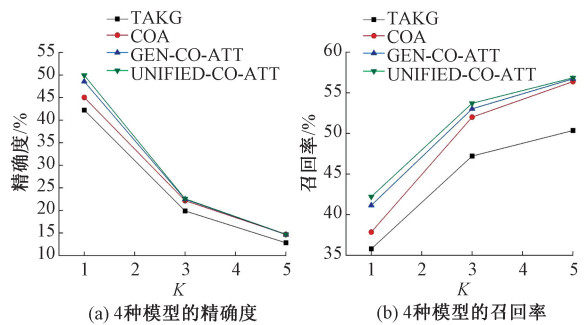 TAKG
COA
GEN-CO-ATT
UNIFIED-CO-ATT
55
50
45
40
35
30
25
20
15
10
精确度/%
1 2 3 4 5
K
(a) 4种模型的精确度
TAKG
COA
GEN-CO-ATT
UNIFIED-CO-ATT
60
55
50
45
40
35
召回率/%
1 2 3 4 5
K
(b) 4种模型的召回率